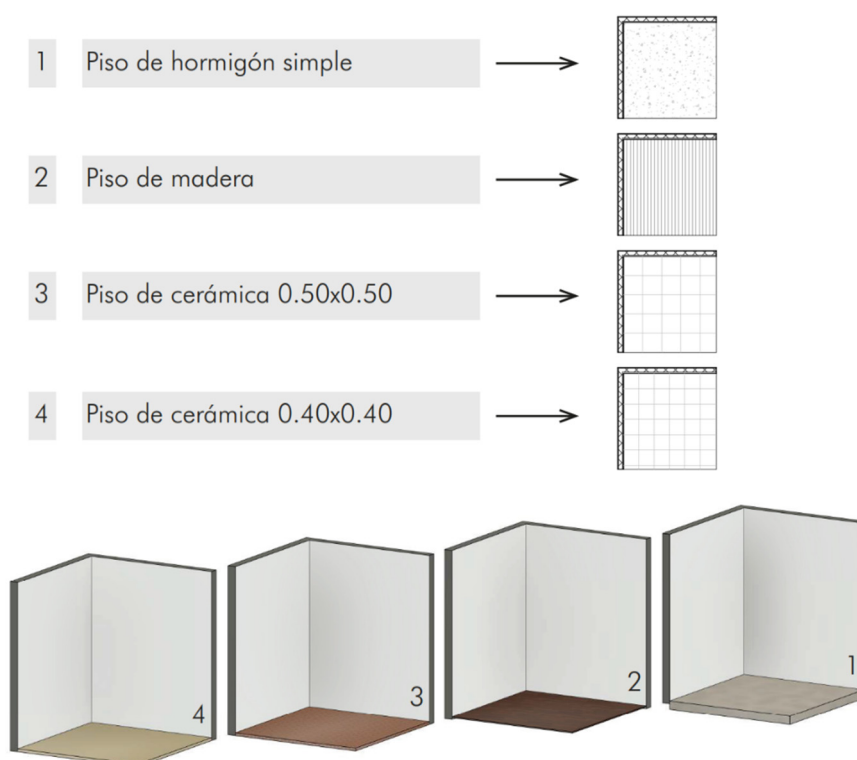 1 Piso de hormigón simple
2 Piso de madera
3 Piso de cerámica 0.50x0.50
4 Piso de cerámica 0.40x0.40
4
3
2
1